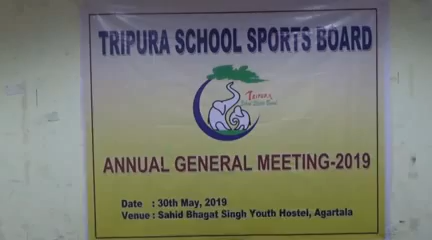 TRIPURA SCHOOL SPORTS BOARD
Tripura
ANNUAL GENERAL MEETING-2019
Date : 30th May, 2019
Venue : Sahid Bhagat Singh Youth Hostel, Agartala